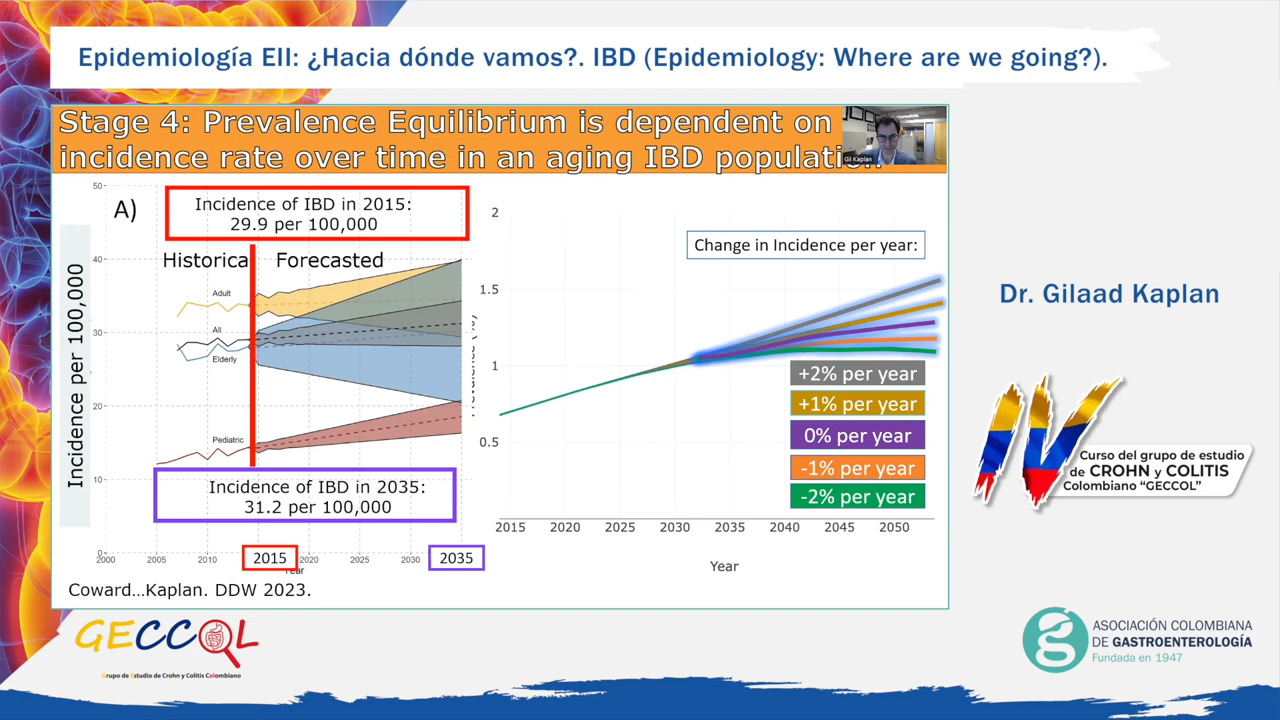 Epidemiología EII: ¿Hacia dónde vamos?. IBD (Epidemiology: Where are we going?).
Stage 4: Prevalence Equilibrium is dependent on
incidence rate over time in an aging IBD population
Gil Kaplan
A)
Incidence of IBD in 2015:
29.9 per 100,000
Historical
Forecasted
Adult
All
Elderly
Pediatric
Incidence per 100,000
50
40
30
20
10
0
Incidence of IBD in 2035:
31.2 per 100,000
2000 2005 2010 2015 2020 2025 2030 2035
Year
Coward...Kaplan. DDW 2023.
Change in Incidence per year:
2
1.5
1
0.5
Prevalence (%)
+2% per year
+1% per year
0% per year
-1% per year
-2% per year
2015 2020 2025 2030 2035 2040 2045 2050
Year
Dr. Gilaad Kaplan
IV
Curso del grupo de estudio
de CROHN y COLITIS
Colombiano “GECCOL”
GECCOL
Grupo de Estudio de Crohn y Colitis Colombiano
ASOCIACIÓN COLOMBIANA
DE GASTROENTEROLOGÍA
Fundada en 1947